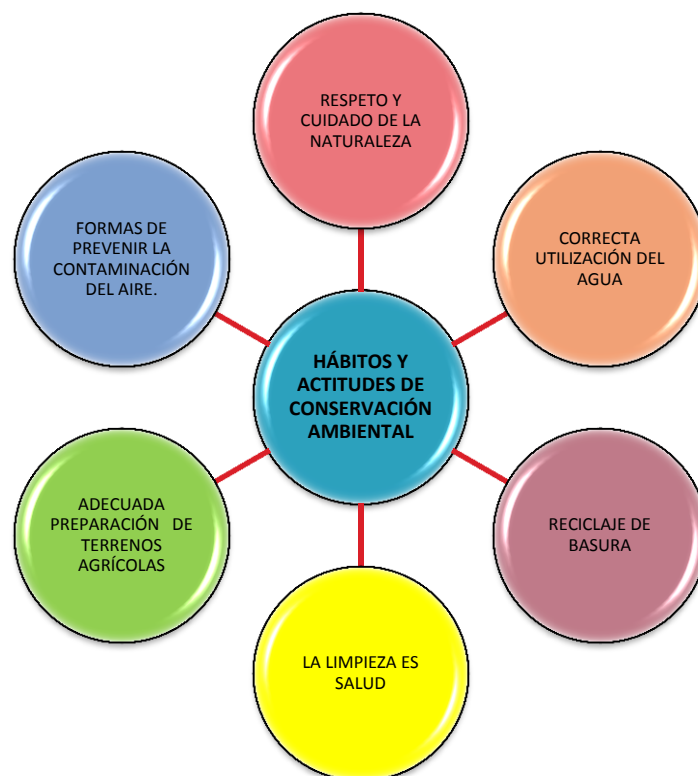 RESPETO Y
CUIDADO DE LA
NATURALEZA
FORMAS DE
PREVENIR LA
CONTAMINACIÓN
DEL AIRE.
CORRECTA
UTILIZACIÓN DEL
AGUA
HÁBITOS Y
ACTITUDES DE
CONSERVACIÓN
AMBIENTAL
ADECUADA
PREPARACIÓN DE
TERRENOS
AGRÍCOLAS
RECICLAJE DE
BASURA
LA LIMPIEZA ES
SALUD